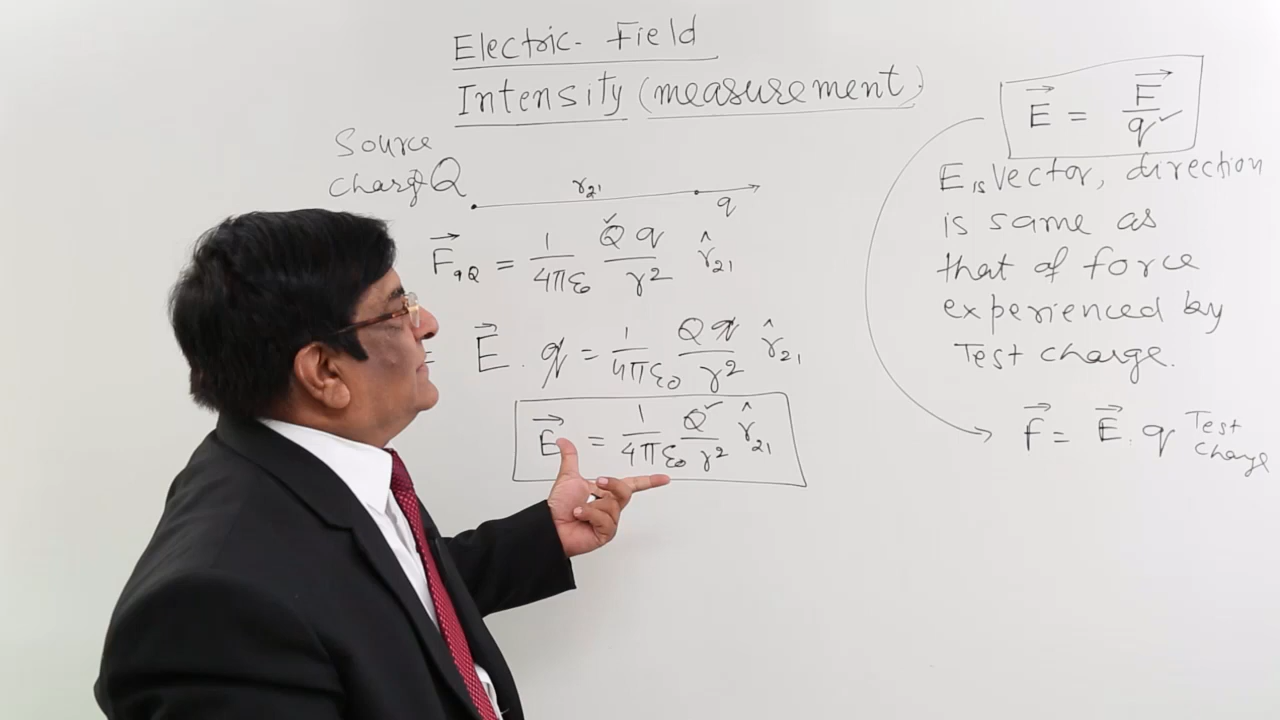 Electric Field
Intensity (measurement)
Source
Charge Q
r₂₁
q
F⃗qQ = 1/4πε₀ Qq/r² r̂₂₁
= E⃗ . q = 1/4πε₀ Qq/r² r̂₂₁
E⃗ = 1/4πε₀ Q/r² r̂₂₁
E⃗ = F⃗/q
E is Vector, direction
is same as
that of force
experienced by
Test charge.
F⃗ = E⃗ . q Test
charge